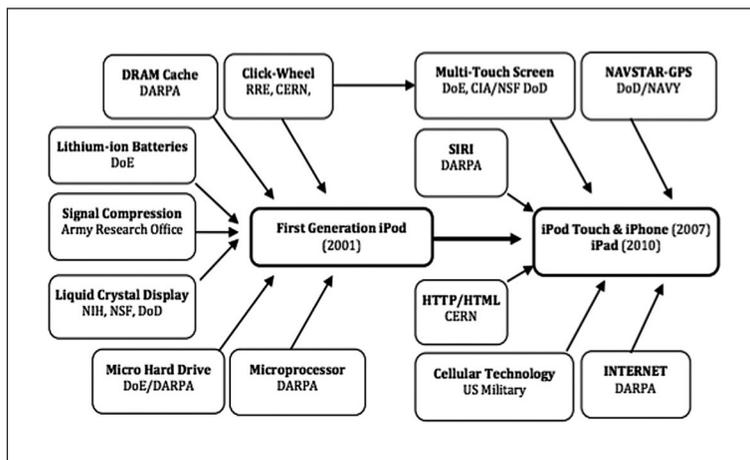 DRAM Cache
DARPA
Click-Wheel
RRE, CERN,
Multi-Touch Screen
DoE, CIA/NSF DoD
NAVSTAR-GPS
DoD/NAVY
Lithium-ion Batteries
DoE
SIRI
DARPA
Signal Compression
Army Research Office
First Generation iPod
(2001)
iPod Touch & iPhone (2007)
iPad (2010)
Liquid Crystal Display
NIH, NSF, DoD
HTTP/HTML
CERN
Micro Hard Drive
DoE/DARPA
Microprocessor
DARPA
Cellular Technology
US Military
INTERNET
DARPA